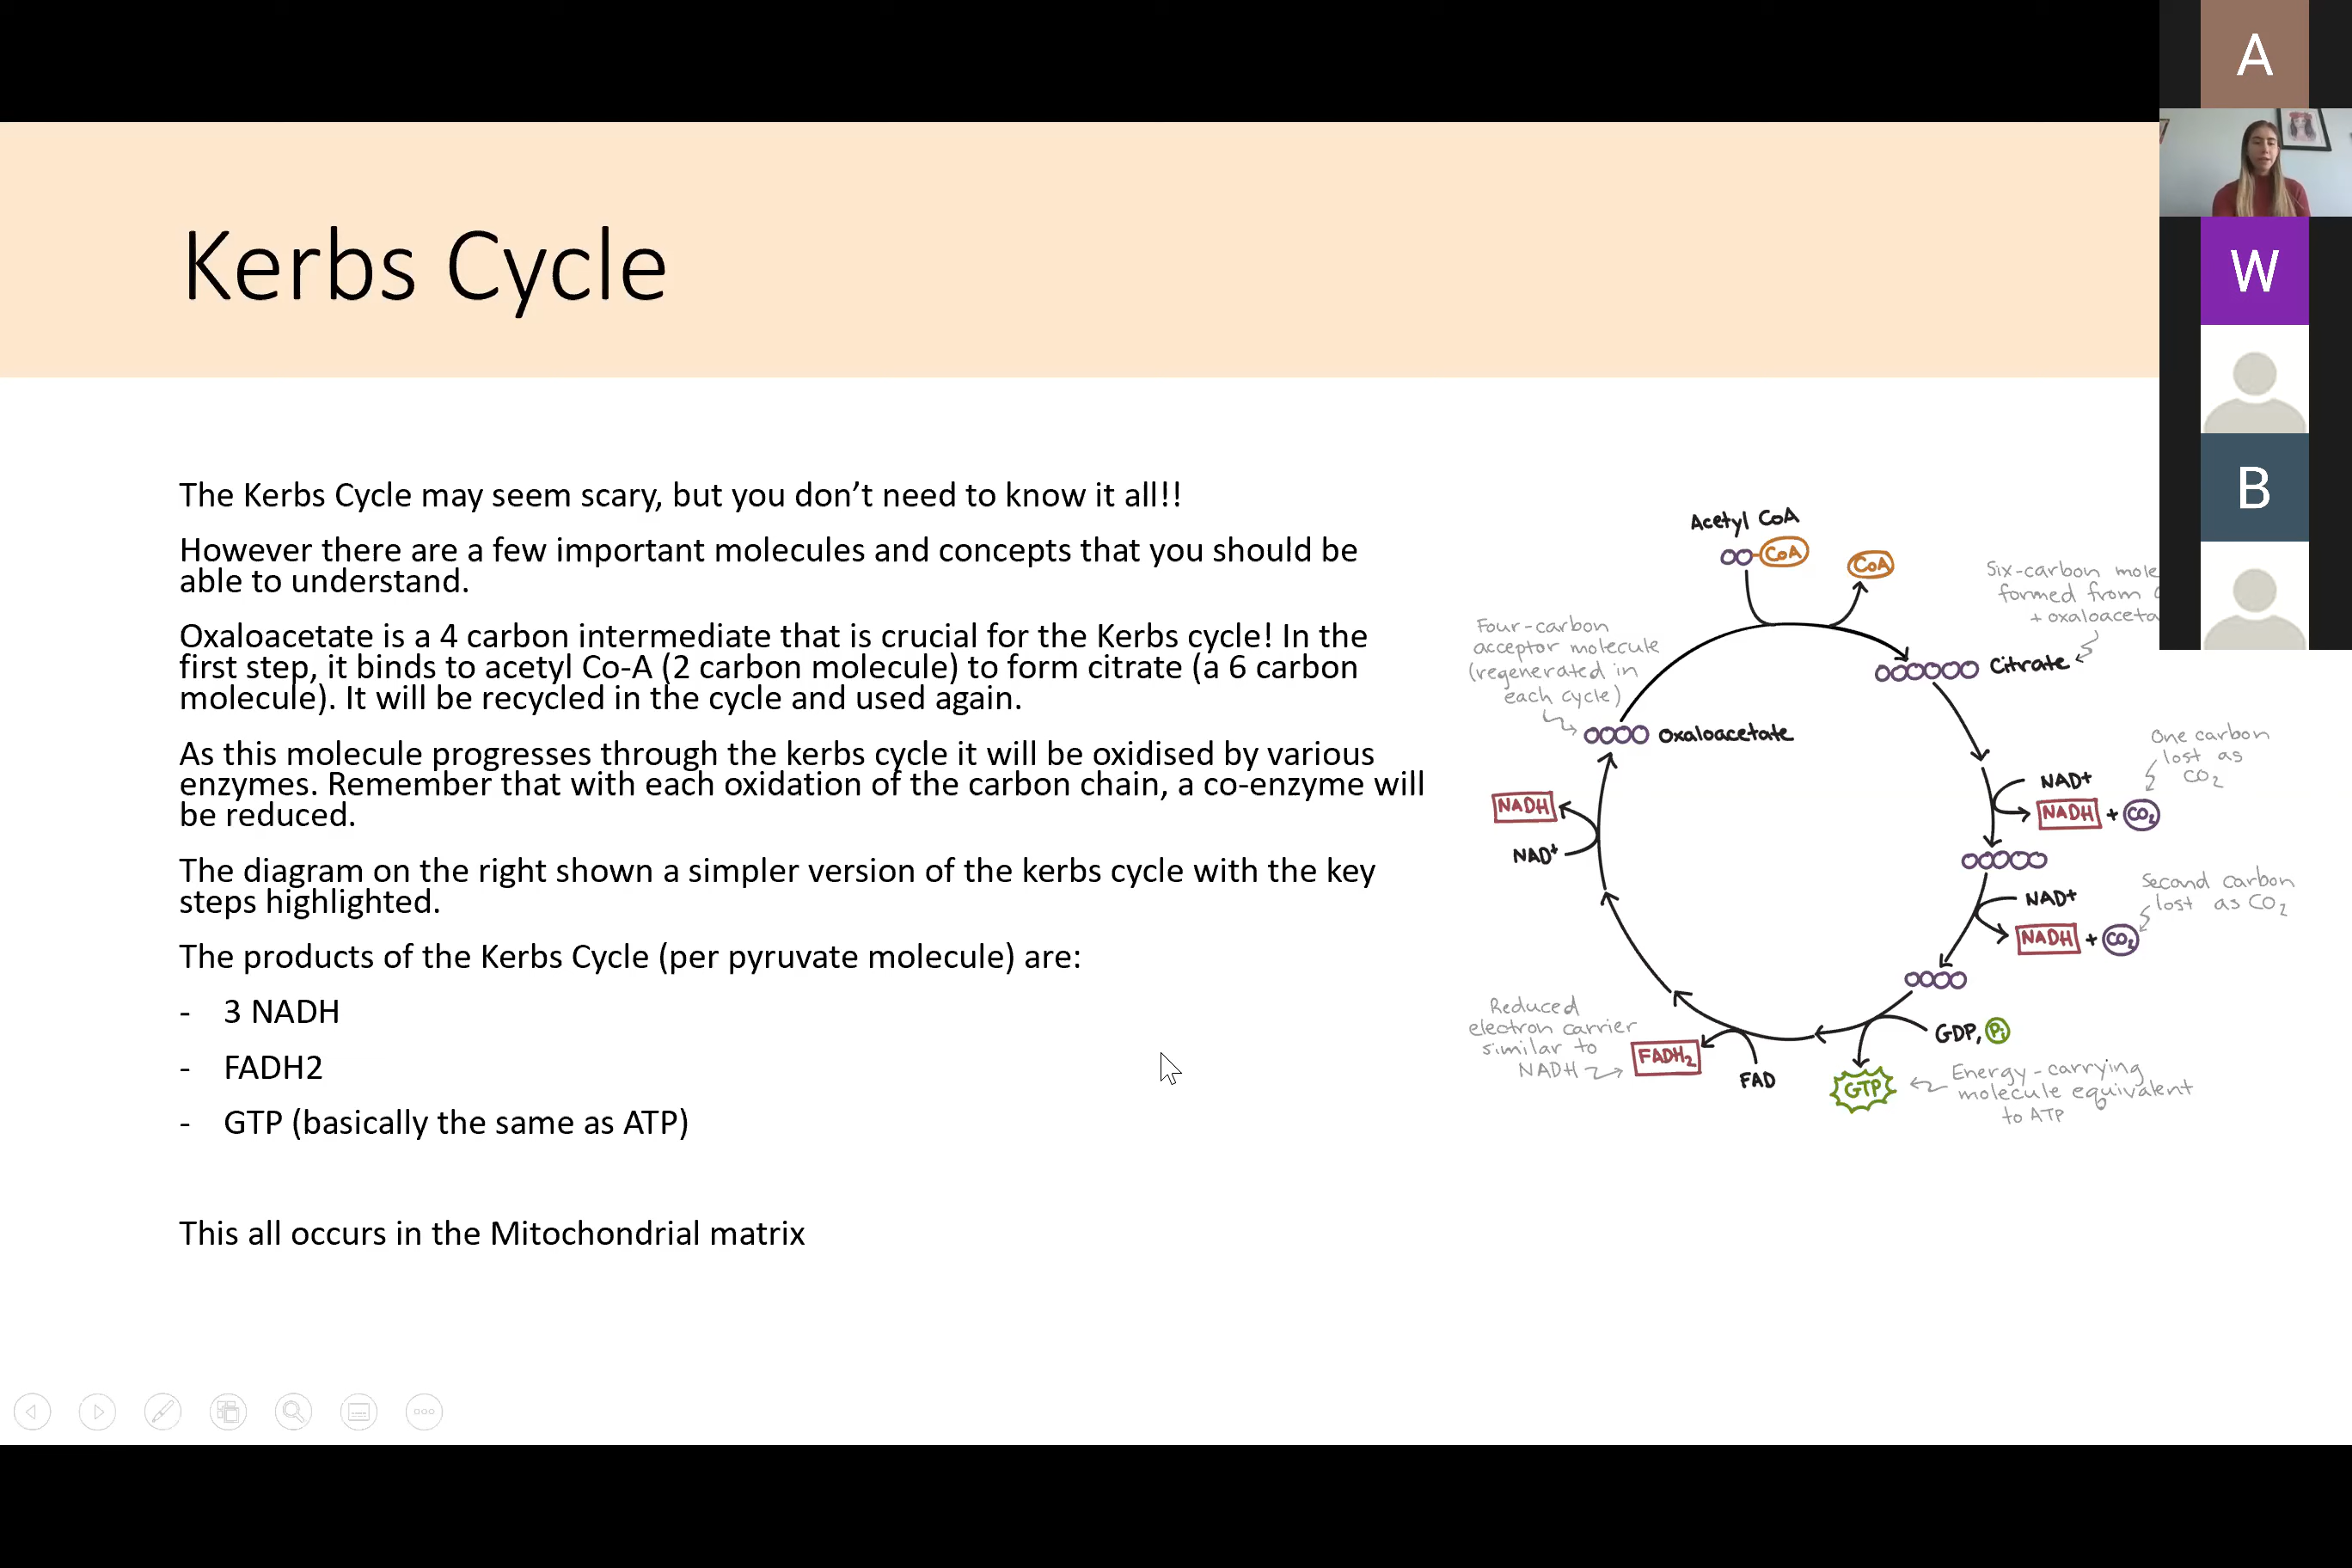 Kerbs Cycle
The Kerbs Cycle may seem scary, but you don't need to know it all!!
However there are a few important molecules and concepts that you should be
able to understand.
Oxaloacetate is a 4 carbon intermediate that is crucial for the Kerbs cycle! In the
first step, it binds to acetyl Co-A (2 carbon molecule) to form citrate (a 6 carbon
molecule). It will be recycled in the cycle and used again.
As this molecule progresses through the kerbs cycle it will be oxidised by various
enzymes. Remember that with each oxidation of the carbon chain, a co-enzyme will
be reduced.
The diagram on the right shown a simpler version of the kerbs cycle with the key
steps highlighted.
The products of the Kerbs Cycle (per pyruvate molecule) are:
- 3 NADH
- FADH2
- GTP (basically the same as ATP)
This all occurs in the Mitochondrial matrix
Acetyl CoA
CoA
CoA
Six-carbon
formed from
+
Citrate
Four-carbon
acceptor molecule
(regenerated in
each cycle)
Oxaloacetate
One carbon
lost as
CO2
NAD+
NADH + CO2
Second carbon
lost as CO2
NAD+
NADH + CO2
GDP, Pi
GTP
Energy-carrying
molecule equivalent
to ATP
FAD
FADH2
Reduced
electron carrier
similar to
NADH
NAD+
NADH
A
W
B